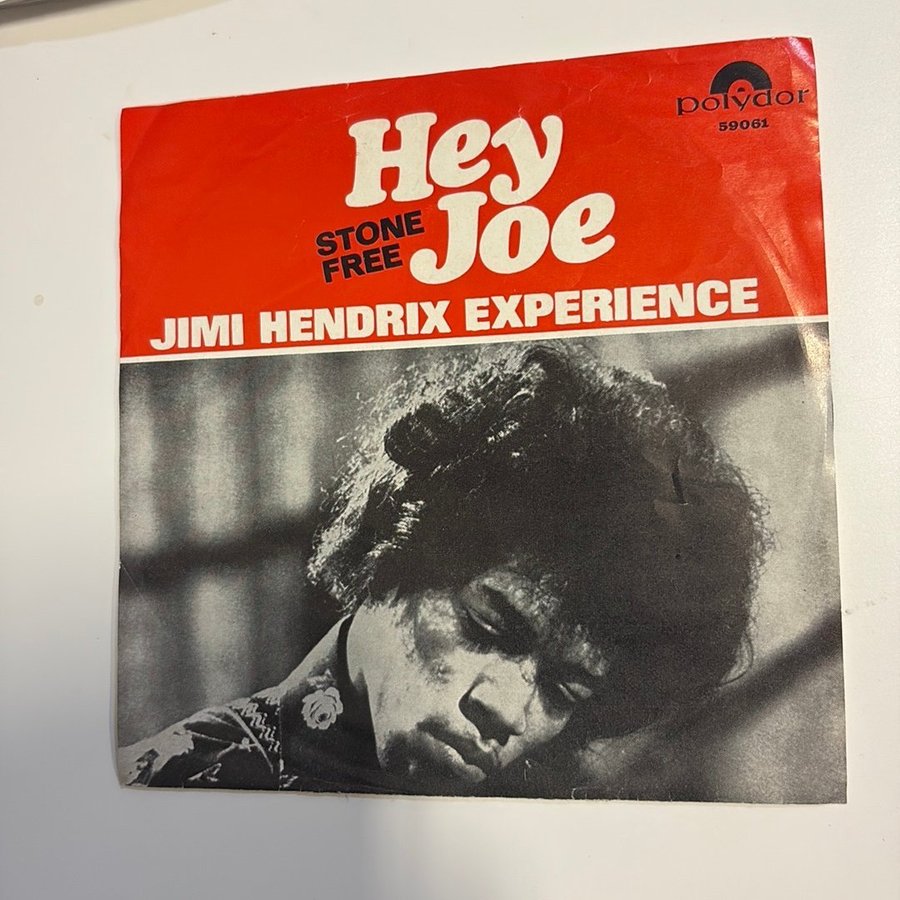 polydor
59061
Hey
Joe
STONE
FREE
JIMI HENDRIX EXPERIENCE